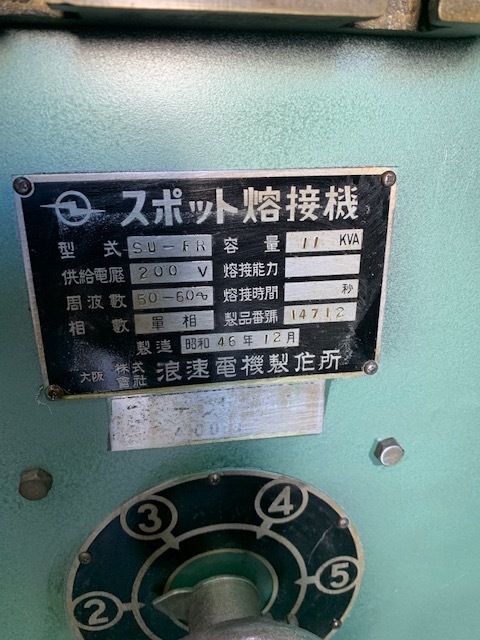 スポット熔接機
型式 SU-FR 容量 11 KVA
供給電壓 200 V 熔接能力
周波數 50-60∿ 熔接時間 秒
相數 單相 製品番號 14712
製造 昭和46年12月
大阪 株式會社 浪速電機製作所
3 4
2 5